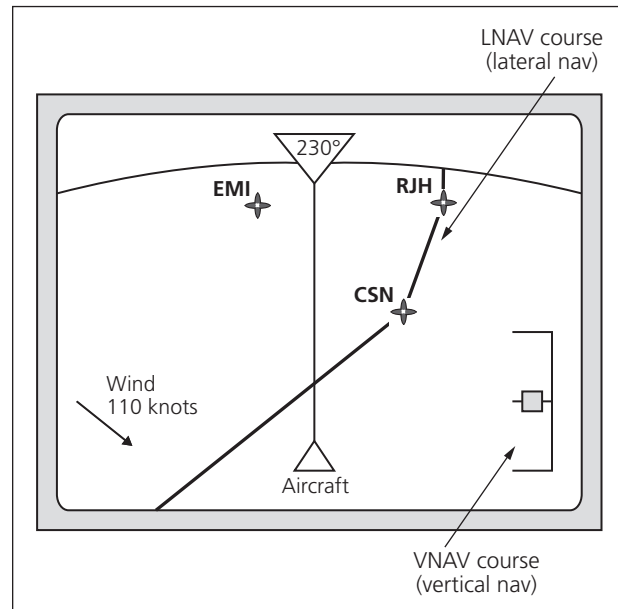 LNAV course
(lateral nav)
230°
EMI
RJH
CSN
Wind
110 knots
Aircraft
VNAV course
(vertical nav)